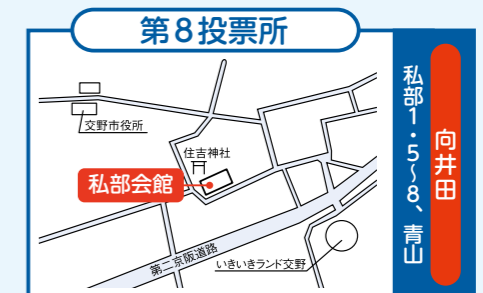 第8投票所
交野市役所
住吉神社
私部会館
第二京阪道路
いきいきランド交野
向井田
私部1・5〜8、青山